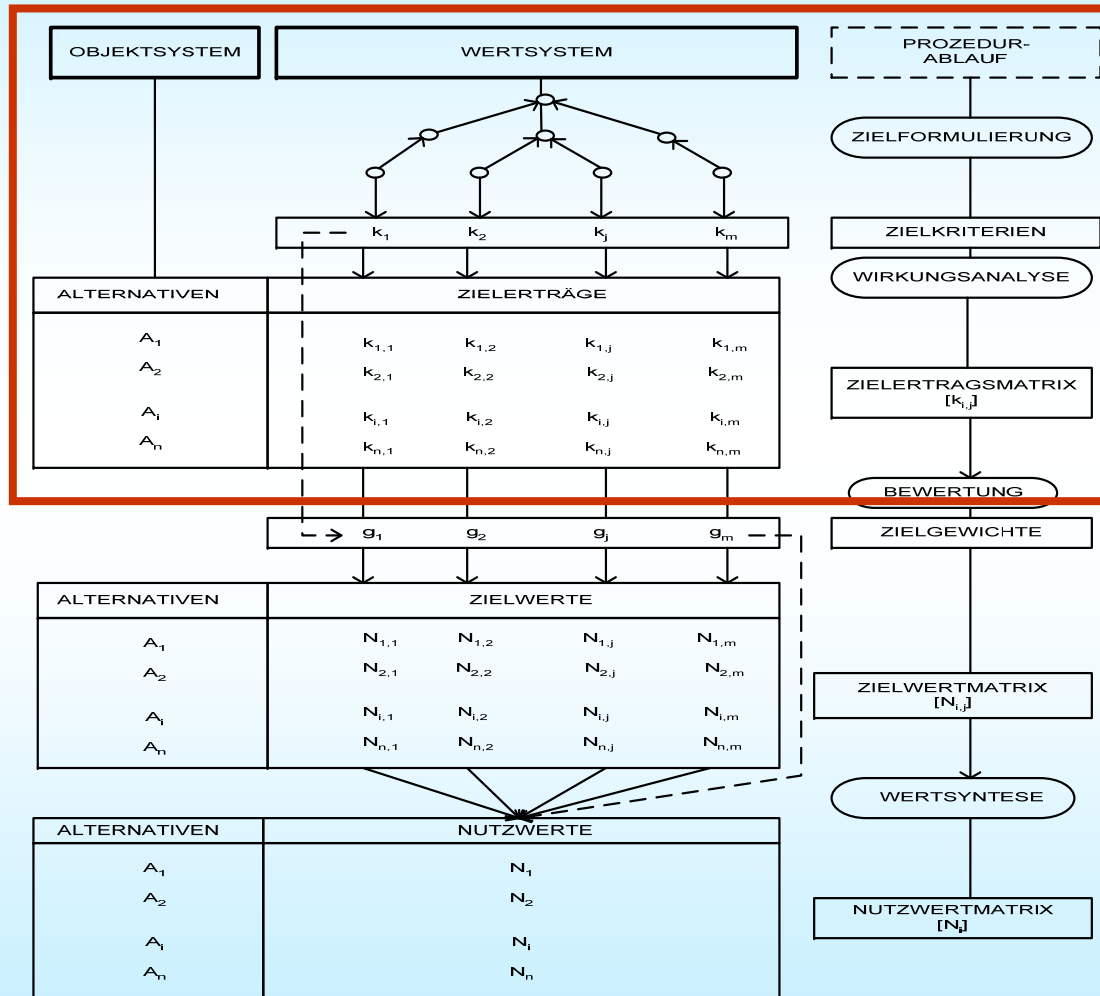 OBJEKTSYSTEM
WERTSYSTEM
PROZEDUR-
ABLAUF
ZIELFORMULIERUNG
k₁ k₂ kⱼ kₘ
ZIELKRITERIEN
WIRKUNGSANALYSE
ALTERNATIVEN ZIELERTRÄGE
A₁ k₁,₁ k₁,₂ k₁,ⱼ k₁,ₘ
A₂ k₂,₁ k₂,₂ k₂,ⱼ k₂,ₘ
Aᵢ kᵢ,₁ kᵢ,₂ kᵢ,ⱼ kᵢ,ₘ
Aₙ kₙ,₁ kₙ,₂ kₙ,ⱼ kₙ,ₘ
ZIELERTRAGSMATRIX
[kᵢ,ⱼ]
BEWERTUNG
g₁ g₂ gⱼ gₘ
ZIELGEWICHTE
ALTERNATIVEN ZIELWERTE
A₁ N₁,₁ N₁,₂ N₁,ⱼ N₁,ₘ
A₂ N₂,₁ N₂,₂ N₂,ⱼ N₂,ₘ
Aᵢ Nᵢ,₁ Nᵢ,₂ Nᵢ,ⱼ Nᵢ,ₘ
Aₙ Nₙ,₁ Nₙ,₂ Nₙ,ⱼ Nₙ,ₘ
ZIELWERTMATRIX
[Nᵢ,ⱼ]
WERTSYNTESE
ALTERNATIVEN NUTZWERTE
A₁ N₁
A₂ N₂
Aᵢ Nᵢ
Aₙ Nₙ
NUTZWERTMATRIX
[Nᵢ]